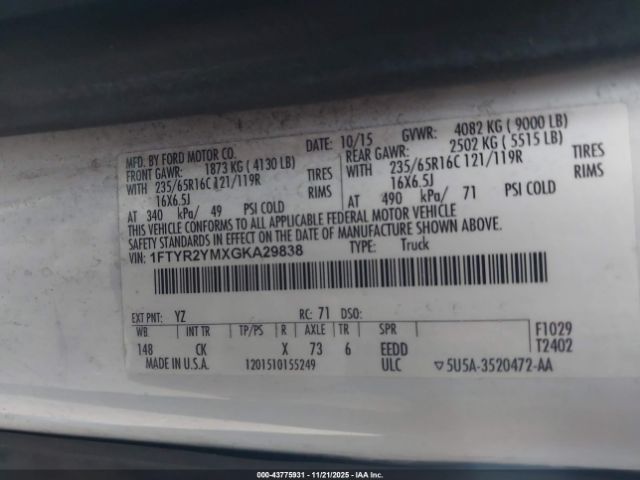 MFD. BY FORD MOTOR CO.
DATE: 10/15 GVWR: 4082 KG ( 9000 LB)
FRONT GAWR: 1873 KG ( 4130 LB)
REAR GAWR: 2502 KG ( 5515 LB)
WITH 235/65R16C 121/119R TIRES
WITH 235/65R16C 121/119R TIRES
16X6.5J RIMS
16X6.5J RIMS
AT 340 kPa/ 49 PSI COLD
AT 490 kPa/ 71 PSI COLD
THIS VEHICLE CONFORMS TO ALL APPLICABLE FEDERAL MOTOR VEHICLE
SAFETY STANDARDS IN EFFECT ON THE DATE OF MANUFACTURE SHOWN ABOVE.
VIN: 1FTYR2YMXGKA29838 TYPE: Truck
EXT PNT: YZ RC: 71 DSO:
WB INT TR TP/PS R AXLE TR SPR
148 CK X 73 6 EEDD
F1029
T2402
MADE IN U.S.A. 1201510155249 ULC ▽5U5A-3520472-AA
000-43775931 - 11/21/2025 - IAA Inc.